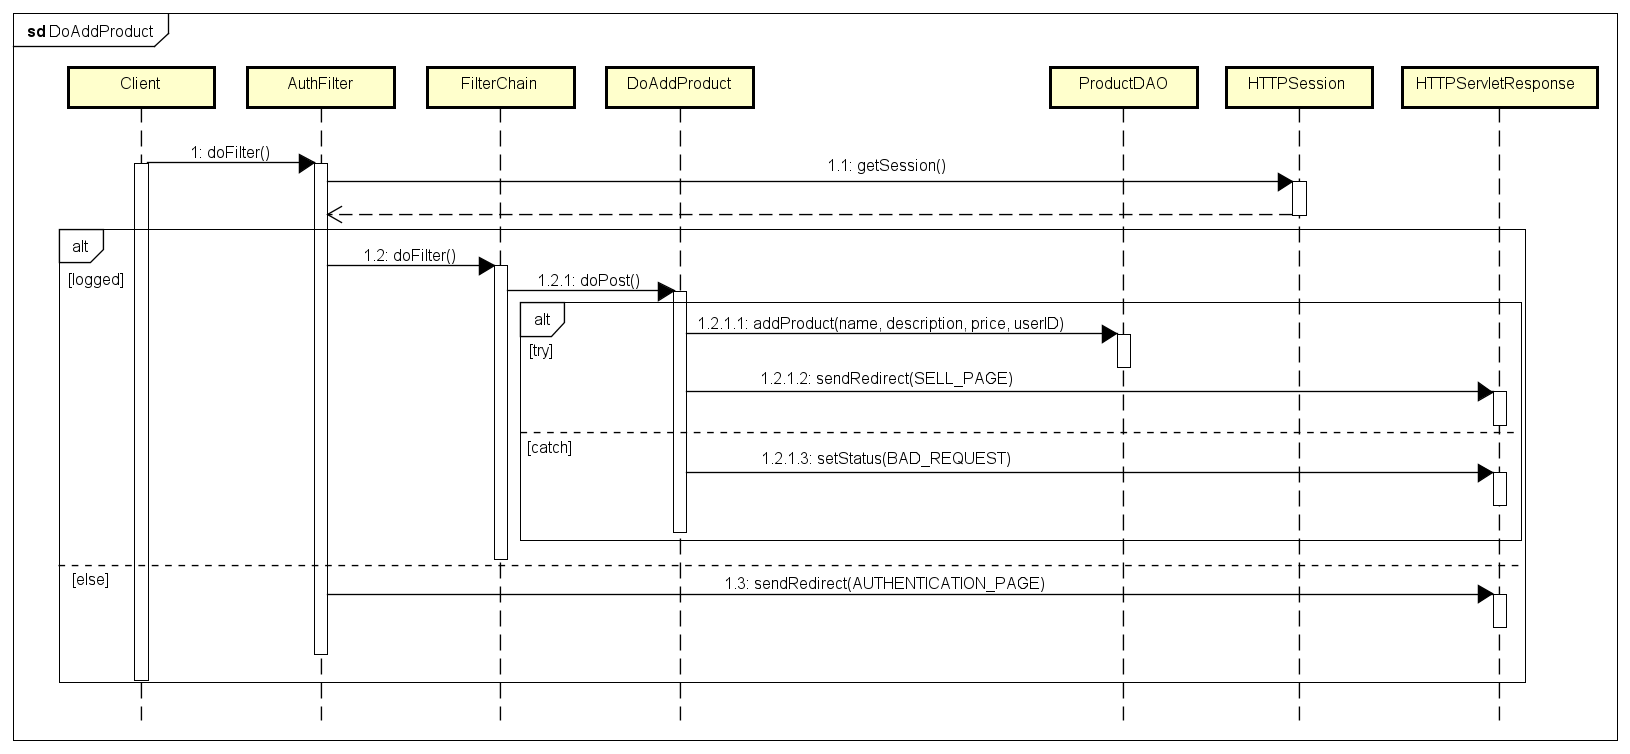 sd DoAddProduct
Client
AuthFilter
FilterChain
DoAddProduct
ProductDAO
HTTPSession
HTTPServletResponse
1: doFilter()
1.1: getSession()
alt
[logged]
1.2: doFilter()
1.2.1: doPost()
alt
[try]
1.2.1.1: addProduct(name, description, price, userID)
1.2.1.2: sendRedirect(SELL_PAGE)
[catch]
1.2.1.3: setStatus(BAD_REQUEST)
[else]
1.3: sendRedirect(AUTHENTICATION_PAGE)